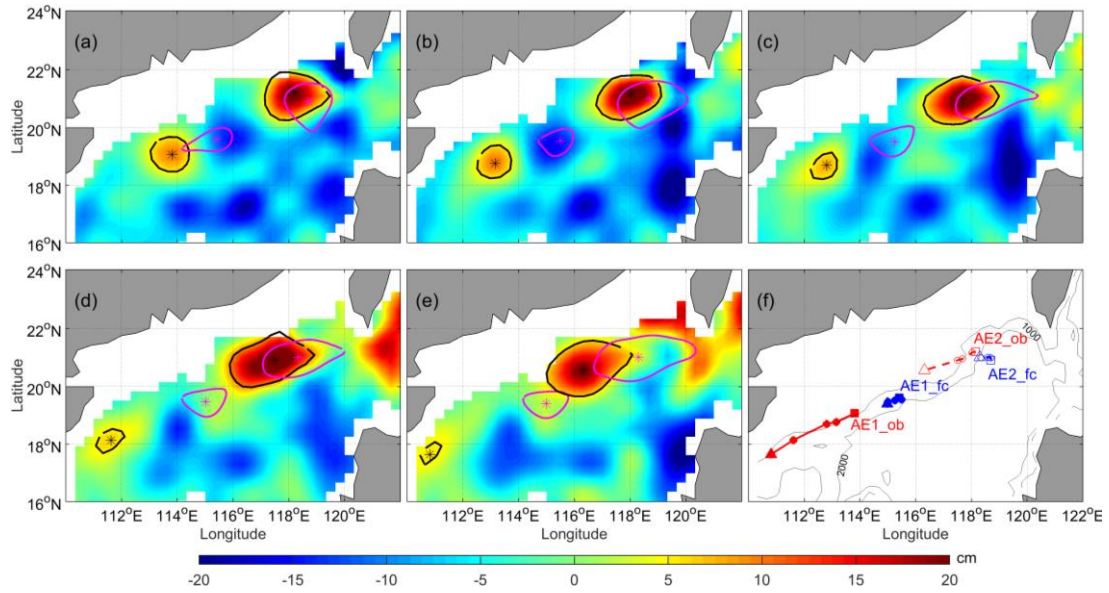 24°N
22°N
20°N
18°N
16°N
Latitude
(a)
(b)
(c)
24°N
22°N
20°N
18°N
16°N
Latitude
(d)
(e)
(f)
AE2_ob
AE2_fc
AE1_fc
AE1_ob
1000
2000
112°E 114°E 116°E 118°E 120°E
112°E 114°E 116°E 118°E 120°E
112°E 114°E 116°E 118°E 120°E 122°E
Longitude
Longitude
Longitude
-20 -15 -10 -5 0 5 10 15 20
cm